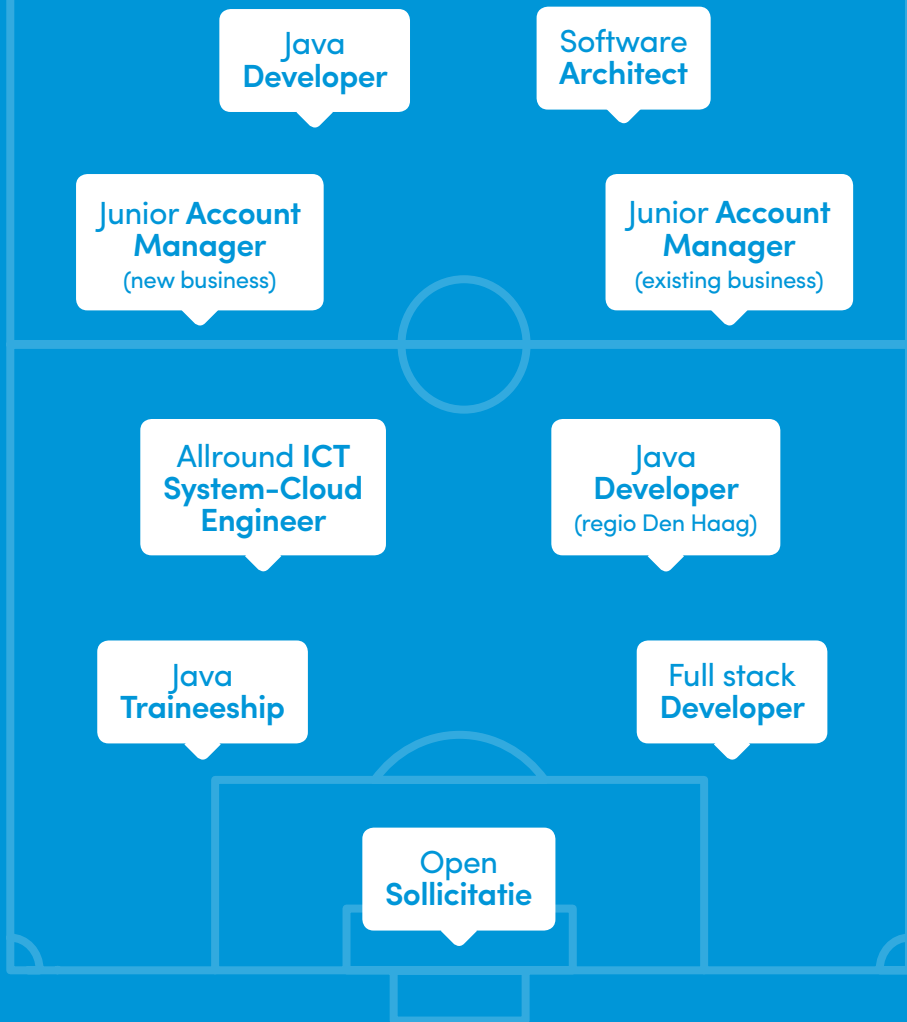 Java
Developer
Software
Architect
Junior Account
Manager
(new business)
Junior Account
Manager
(existing business)
Allround ICT
System-Cloud
Engineer
Java
Developer
(regio Den Haag)
Java
Traineeship
Full stack
Developer
Open
Sollicitatie